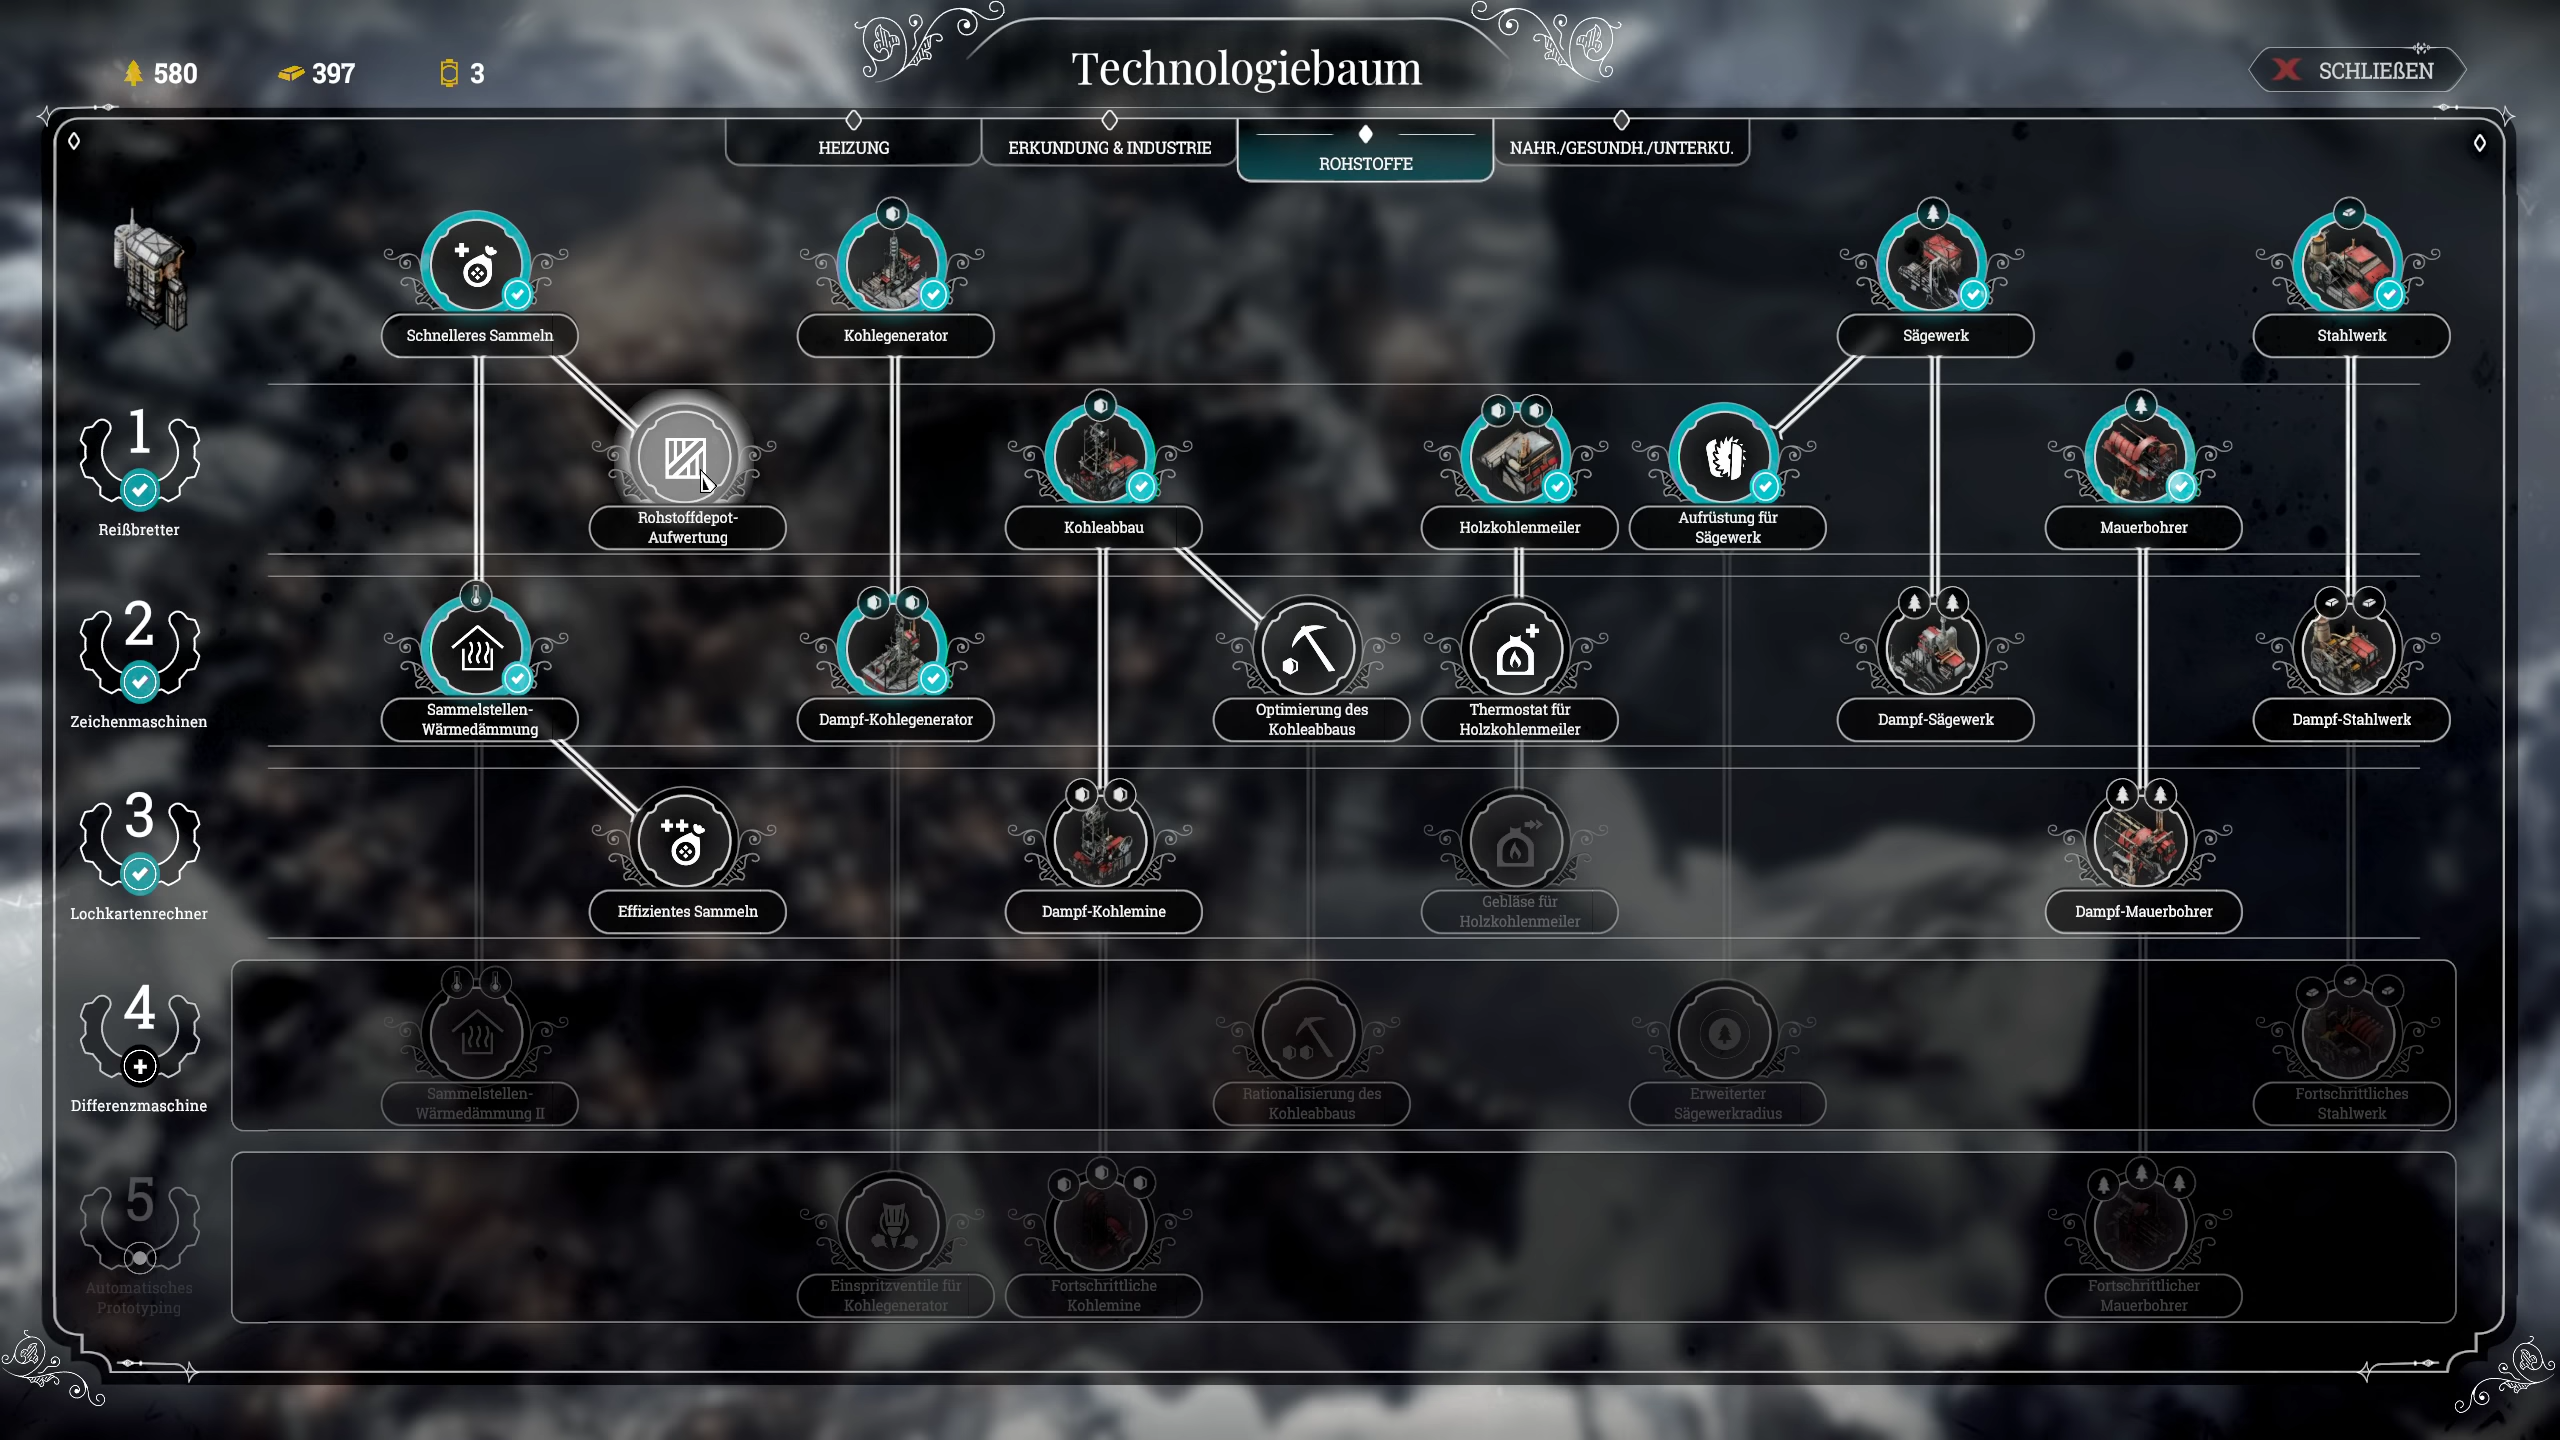 580
397
3
Technologiebaum
SCHLIEẞEN
HEIZUNG
ERKUNDUNG & INDUSTRIE
ROHSTOFFE
NAHR./GESUNDH./UNTERKU.
Schnelleres Sammeln
Kohlegenerator
Sägewerk
Stahlwerk
1
Reißbretter
Rohstoffdepot-
Aufwertung
Kohleabbau
Holzkohlenmeiler
Aufrüstung für
Sägewerk
Mauerbohrer
2
Zeichenmaschinen
Sammelstellen-
Wärmedämmung
Dampf-Kohlegenerator
Optimierung des
Kohleabbaus
Thermostat für
Holzkohlenmeiler
Dampf-Sägewerk
Dampf-Stahlwerk
3
Lochkartenrechner
Effizientes Sammeln
Dampf-Kohlemine
Gebläse für
Holzkohlenmeiler
Dampf-Mauerbohrer
4
Differenzmaschine
Sammelstellen-
Wärmedämmung II
Rationalisierung des
Kohleabbaus
Erweiterter
Sägewerkradius
Fortschrittliches
Stahlwerk
5
Automatisches
Prototyping
Einspritzventile für
Kohlegenerator
Fortschrittliche
Kohlemine
Fortschrittlicher
Mauerbohrer